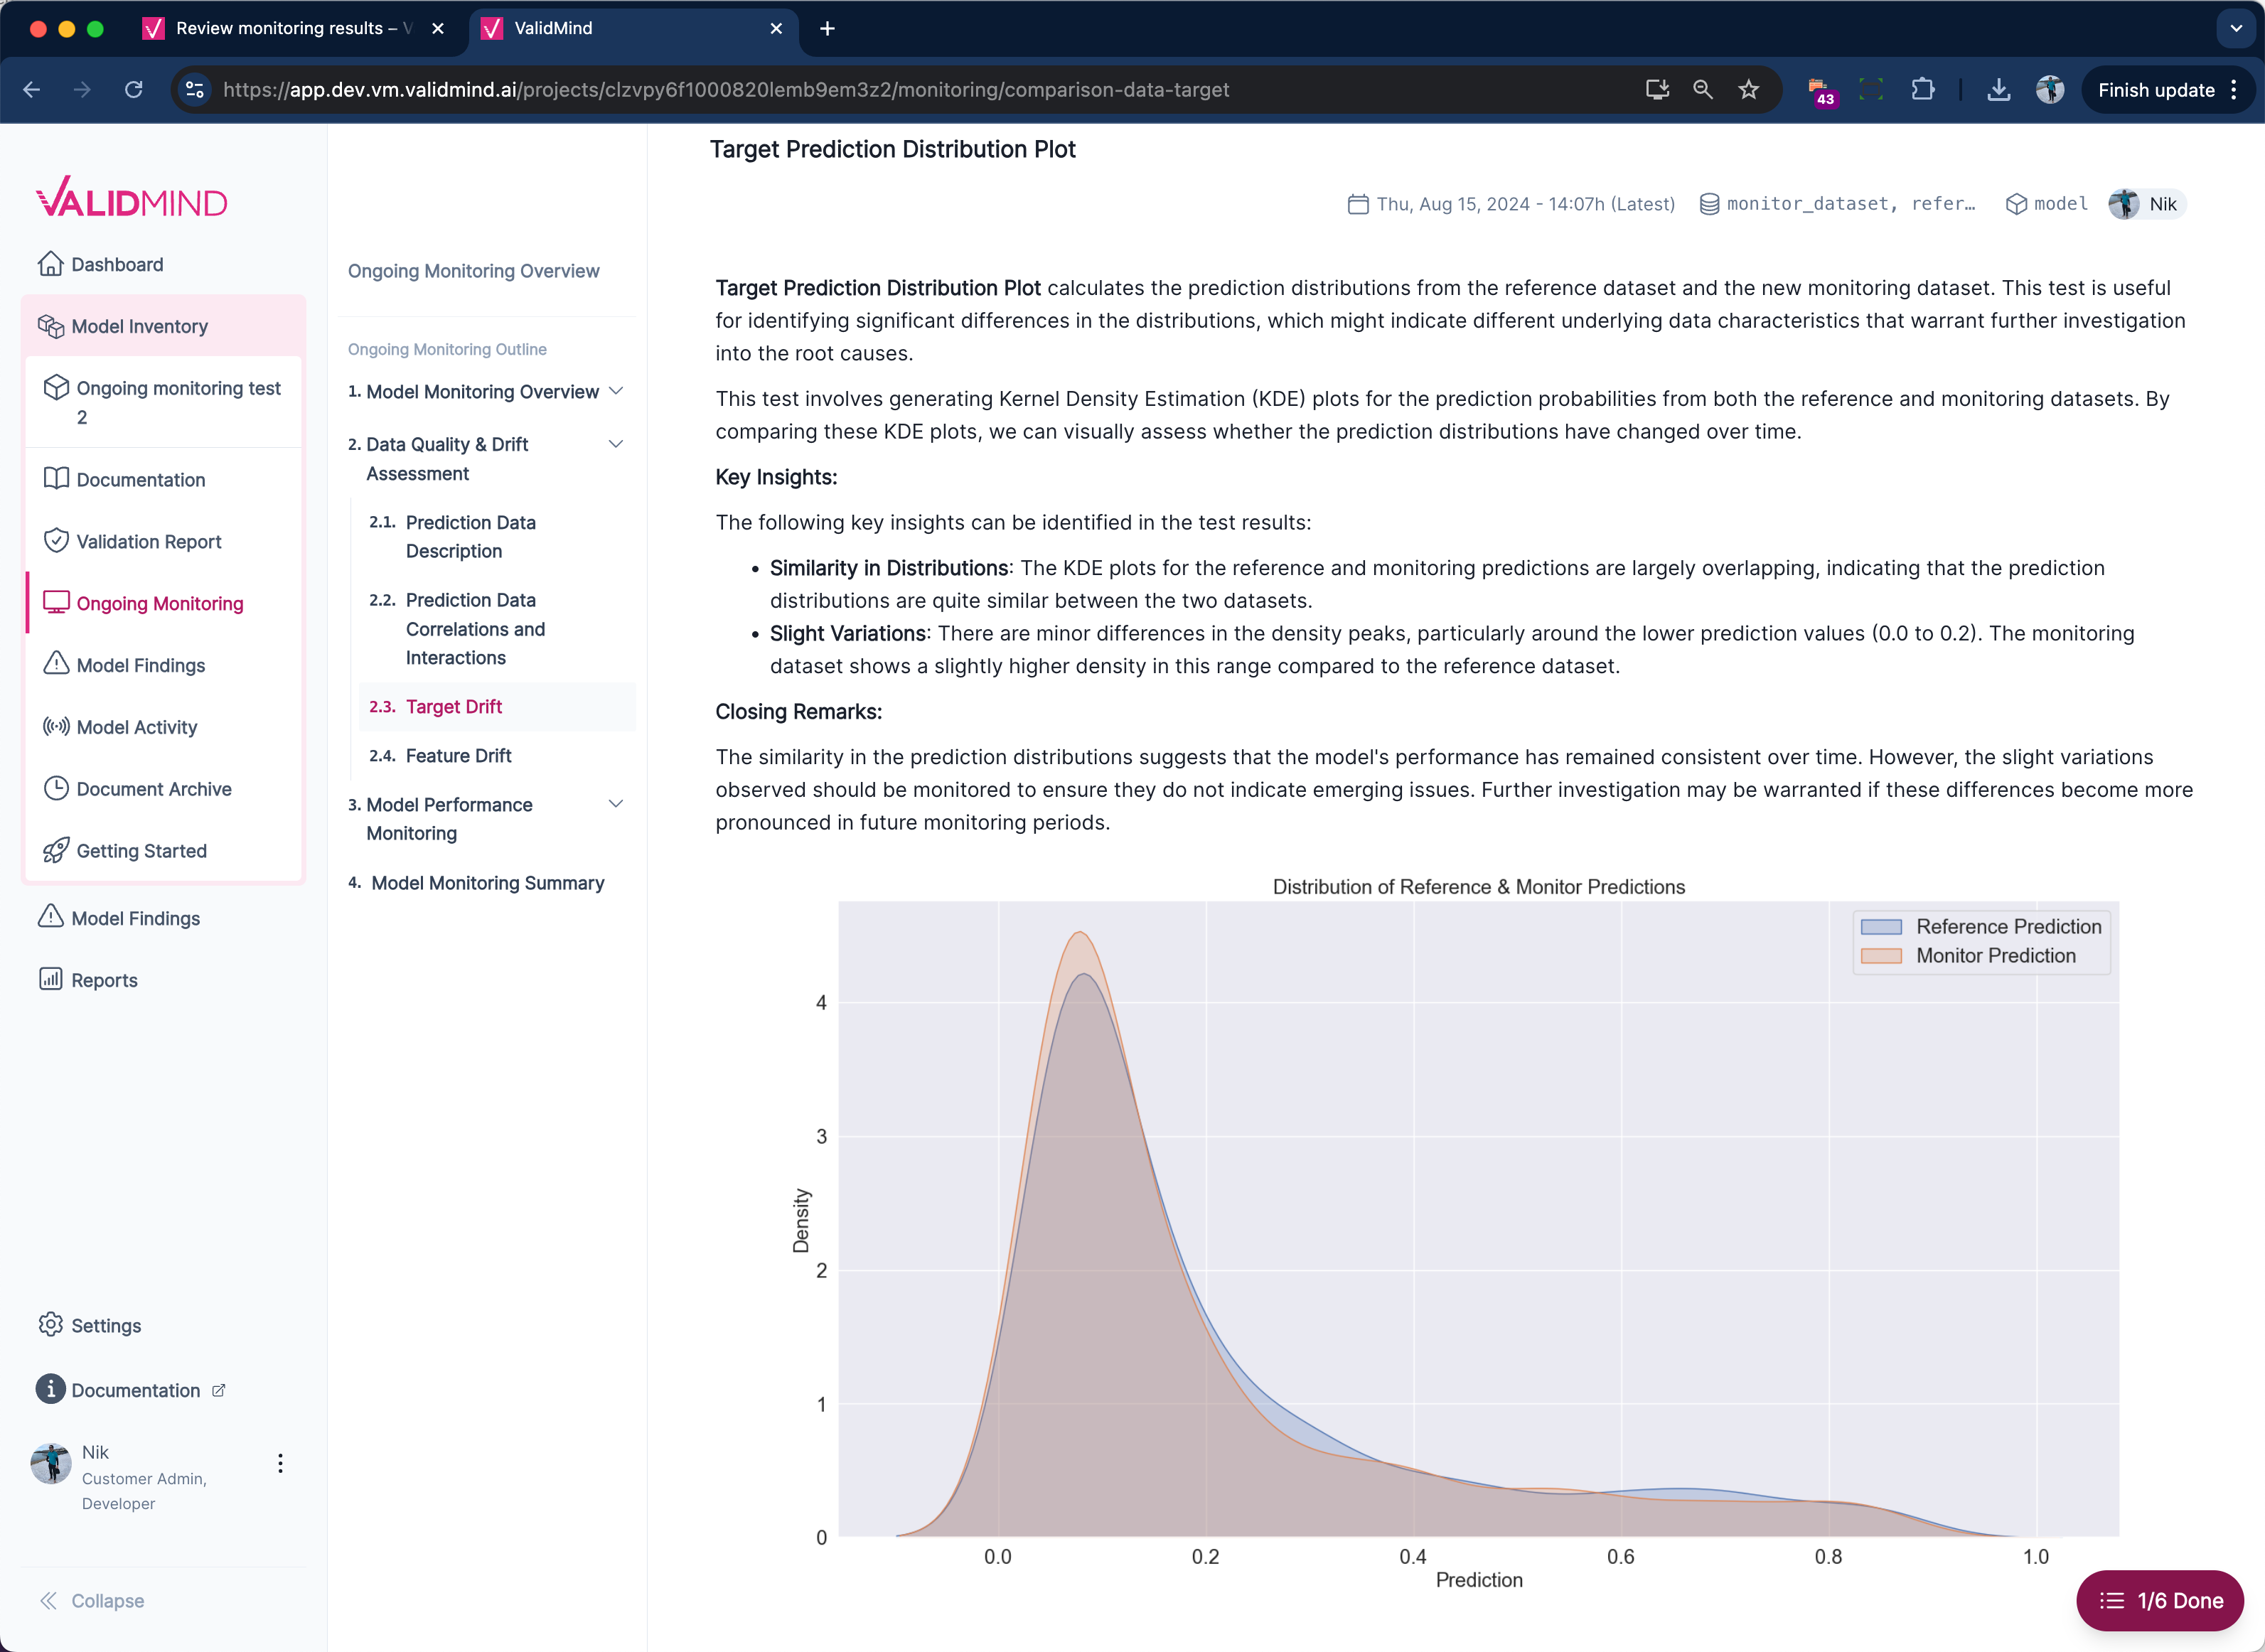 Review monitoring results – V
ValidMind
https://app.dev.vm.validmind.ai/projects/clzvpy6f1000820lemb9em3z2/monitoring/comparison-data-target
43
Finish update
VALIDMIND
Dashboard
Model Inventory
Ongoing monitoring test
2
Documentation
Validation Report
Ongoing Monitoring
Model Findings
Model Activity
Document Archive
Getting Started
Model Findings
Reports
Settings
Documentation
Nik
Customer Admin,
Developer
Collapse
Ongoing Monitoring Overview
Ongoing Monitoring Outline
1. Model Monitoring Overview
2. Data Quality & Drift
Assessment
2.1. Prediction Data
Description
2.2. Prediction Data
Correlations and
Interactions
2.3. Target Drift
2.4. Feature Drift
3. Model Performance
Monitoring
4. Model Monitoring Summary
Target Prediction Distribution Plot
Thu, Aug 15, 2024 - 14:07h (Latest) monitor_dataset, refer… model Nik
Target Prediction Distribution Plot calculates the prediction distributions from the reference dataset and the new monitoring dataset. This test is useful
for identifying significant differences in the distributions, which might indicate different underlying data characteristics that warrant further investigation
into the root causes.
This test involves generating Kernel Density Estimation (KDE) plots for the prediction probabilities from both the reference and monitoring datasets. By
comparing these KDE plots, we can visually assess whether the prediction distributions have changed over time.
Key Insights:
The following key insights can be identified in the test results:
• Similarity in Distributions: The KDE plots for the reference and monitoring predictions are largely overlapping, indicating that the prediction
distributions are quite similar between the two datasets.
• Slight Variations: There are minor differences in the density peaks, particularly around the lower prediction values (0.0 to 0.2). The monitoring
dataset shows a slightly higher density in this range compared to the reference dataset.
Closing Remarks:
The similarity in the prediction distributions suggests that the model's performance has remained consistent over time. However, the slight variations
observed should be monitored to ensure they do not indicate emerging issues. Further investigation may be warranted if these differences become more
pronounced in future monitoring periods.
Distribution of Reference & Monitor Predictions
Reference Prediction
Monitor Prediction
4
3
2
1
0
Density
0.0 0.2 0.4 0.6 0.8 1.0
Prediction
1/6 Done